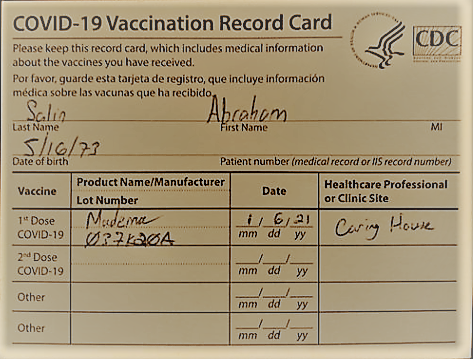 COVID-19 Vaccination Record Card
Please keep this record card, which includes medical information
about the vaccines you have received.
Por favor, guarde esta tarjeta de registro, que incluye información
médica sobre las vacunas que ha recibido.
CDC
Salin Abraham
Last Name First Name MI
5/16/73
Date of birth Patient number (medical record or IIS record number)
Vaccine Product Name/Manufacturer Date Healthcare Professional
Lot Number or Clinic Site
1st Dose Moderna 1/6/21 Caring House
COVID-19 037K20A mm dd yy
2nd Dose / /
COVID-19 mm dd yy
Other / /
mm dd yy
Other / /
mm dd yy